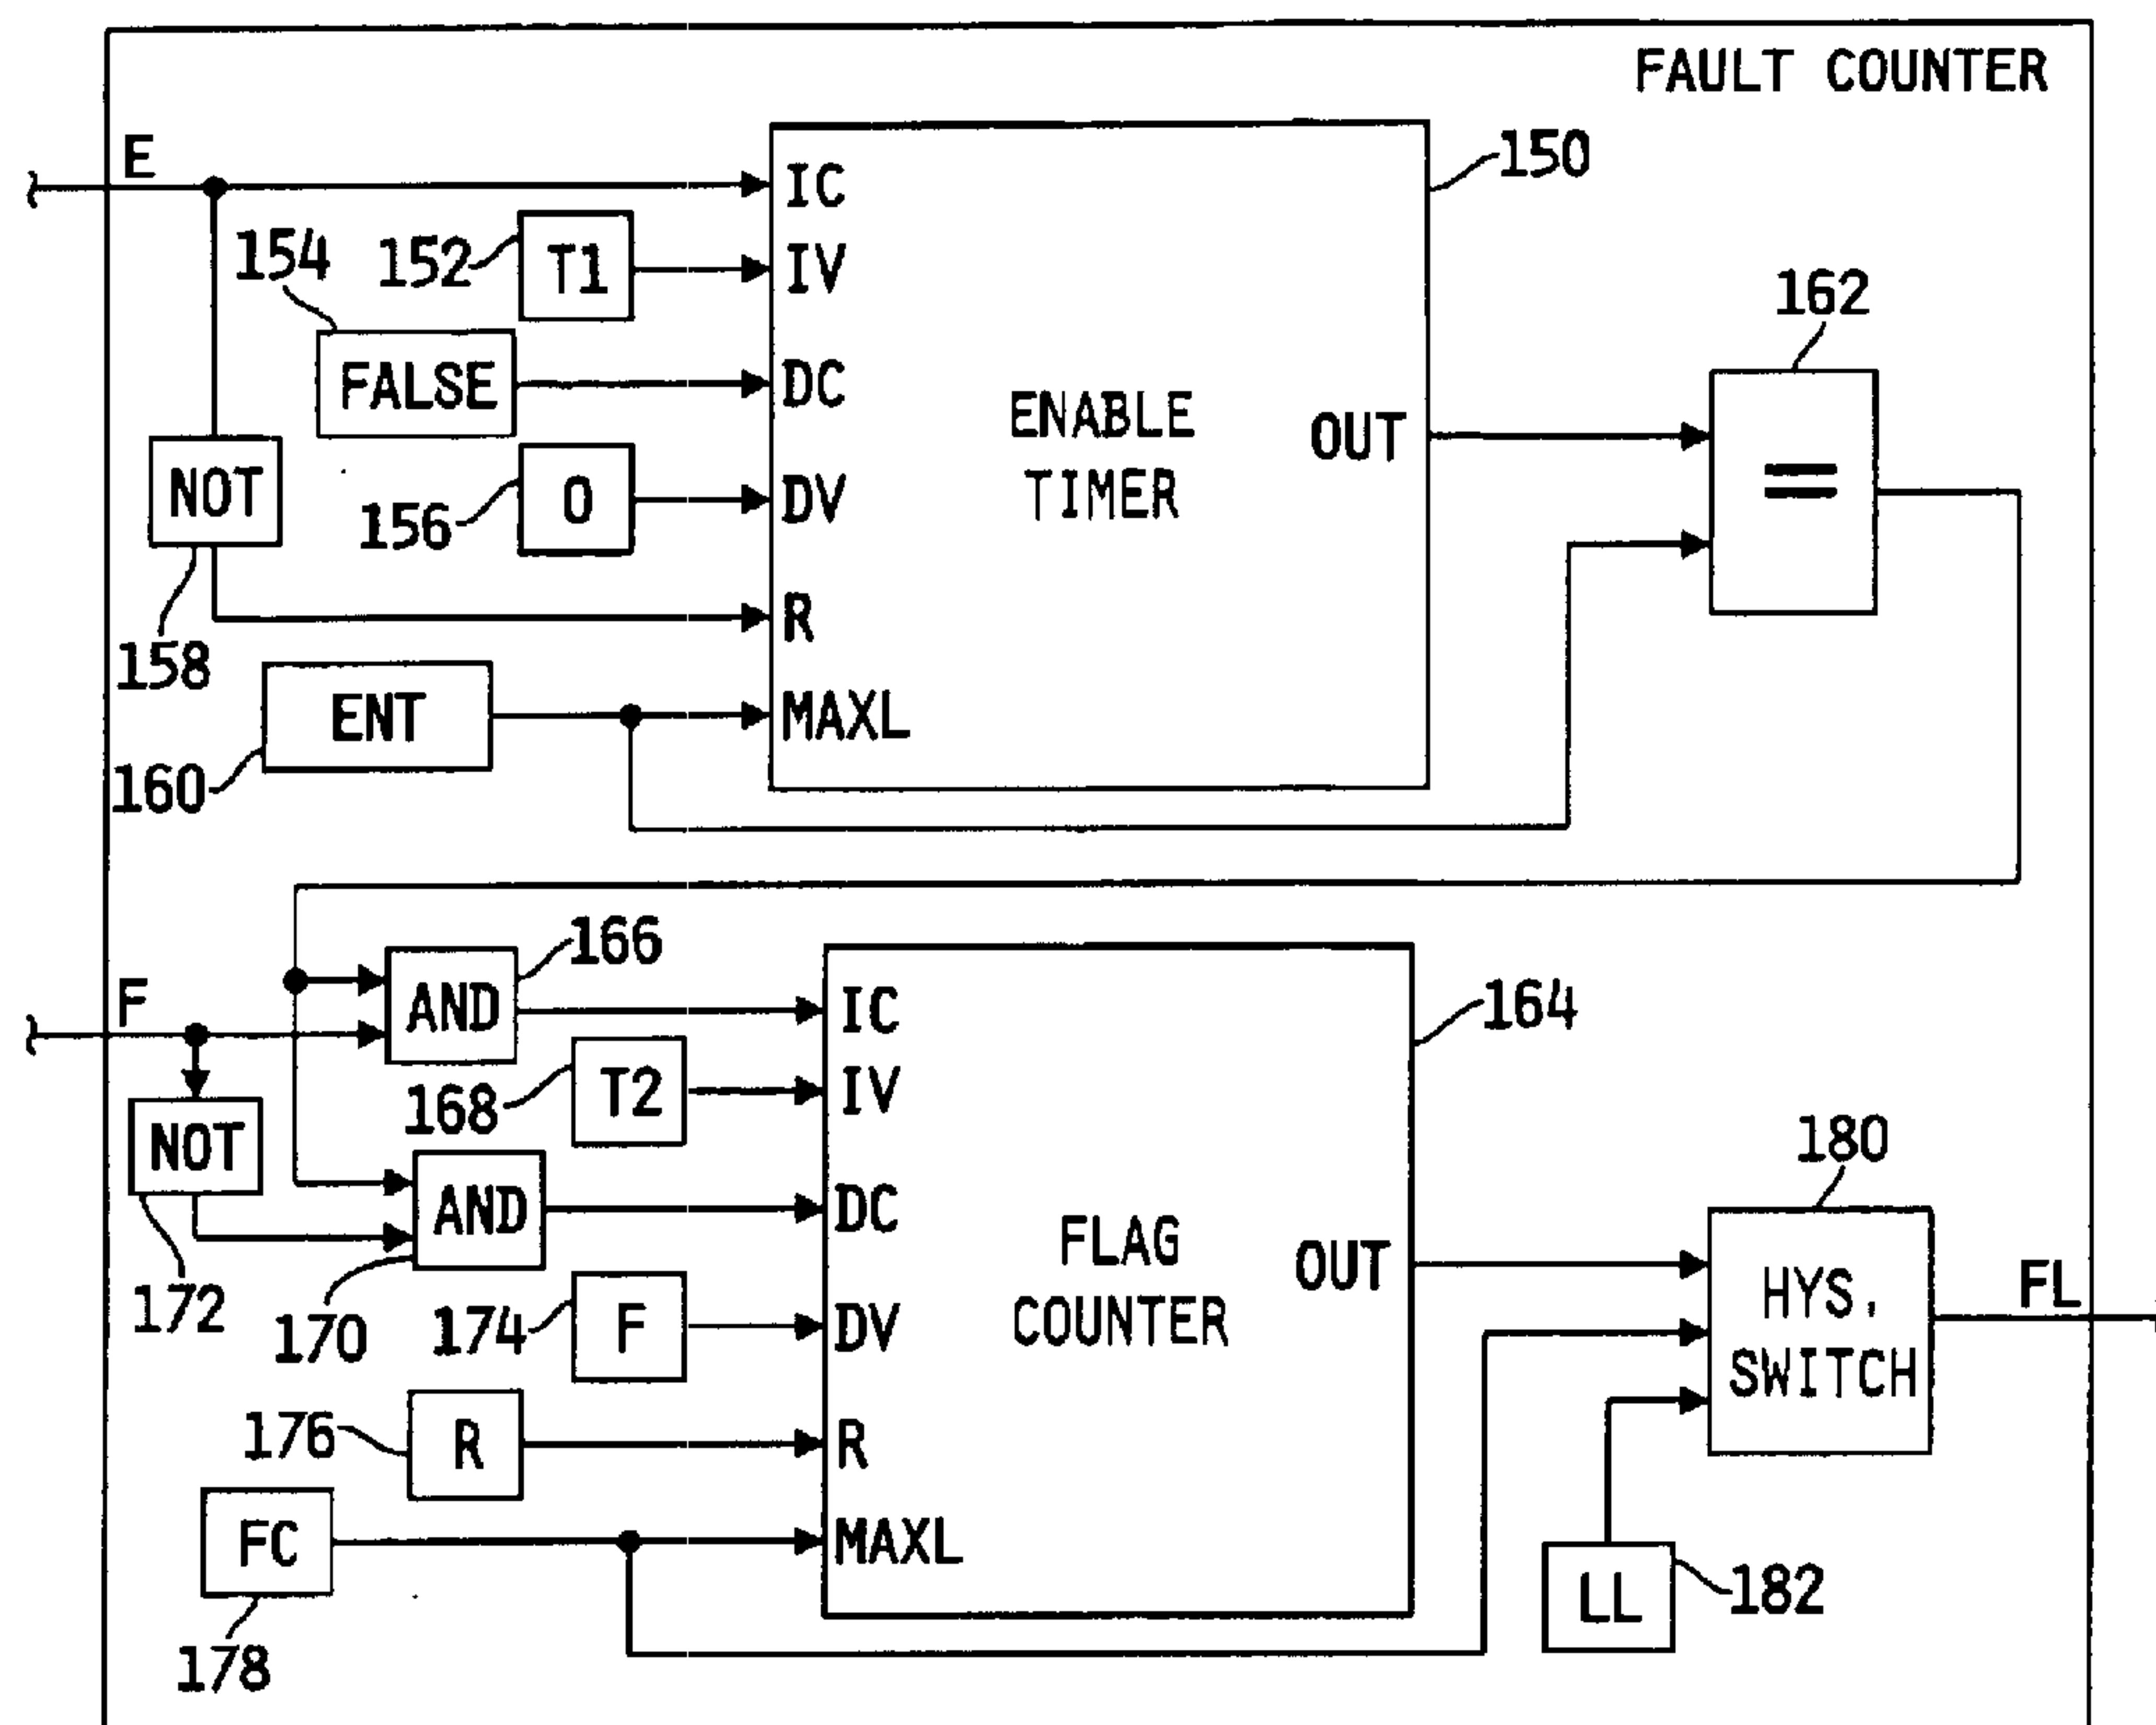 FAULT COUNTER
E
150
IC
154
152
T1
IV
162
FALSE
DC
ENABLE
TIMER
OUT
=
NOT
156
0
DV
158
R
ENT
MAXL
160
166
F
AND
IC
164
168
T2
IV
NOT
180
AND
DC
FLAG
COUNTER
OUT
HYS.
SWITCH
FL
172
170
174
F
DV
176
R
R
FC
MAXL
LL
182
178